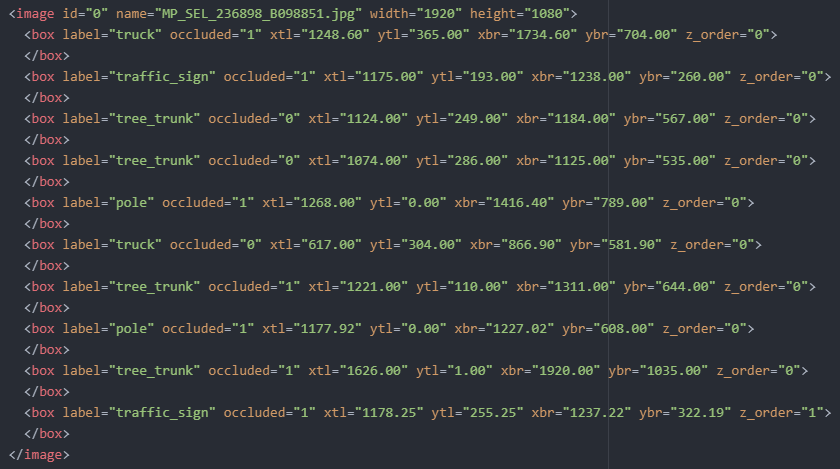 <image id="0" name="MP_SEL_236898_B098851.jpg" width="1920" height="1080">
<box label="truck" occluded="1" xtl="1248.60" ytl="365.00" xbr="1734.60" ybr="704.00" z_order="0">
</box>
<box label="traffic_sign" occluded="1" xtl="1175.00" ytl="193.00" xbr="1238.00" ybr="260.00" z_order="0">
</box>
<box label="tree_trunk" occluded="0" xtl="1124.00" ytl="249.00" xbr="1184.00" ybr="567.00" z_order="0">
</box>
<box label="tree_trunk" occluded="0" xtl="1074.00" ytl="286.00" xbr="1125.00" ybr="535.00" z_order="0">
</box>
<box label="pole" occluded="1" xtl="1268.00" ytl="0.00" xbr="1416.40" ybr="789.00" z_order="0">
</box>
<box label="truck" occluded="0" xtl="617.00" ytl="304.00" xbr="866.90" ybr="581.90" z_order="0">
</box>
<box label="tree_trunk" occluded="1" xtl="1221.00" ytl="110.00" xbr="1311.00" ybr="644.00" z_order="0">
</box>
<box label="pole" occluded="1" xtl="1177.92" ytl="0.00" xbr="1227.02" ybr="608.00" z_order="0">
</box>
<box label="tree_trunk" occluded="1" xtl="1626.00" ytl="1.00" xbr="1920.00" ybr="1035.00" z_order="0">
</box>
<box label="traffic_sign" occluded="1" xtl="1178.25" ytl="255.25" xbr="1237.22" ybr="322.19" z_order="1">
</box>
</image>